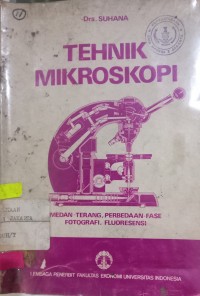 Drs. SUHANA
TEHNIK
MIKROSKOPI
MEDAN TERANG, PERBEDAAN FASE
FOTOGRAFI, FLUORESENSI
LEMBAGA PENERBIT FAKULTAS EKONOMI UNIVERSITAS INDONESIA